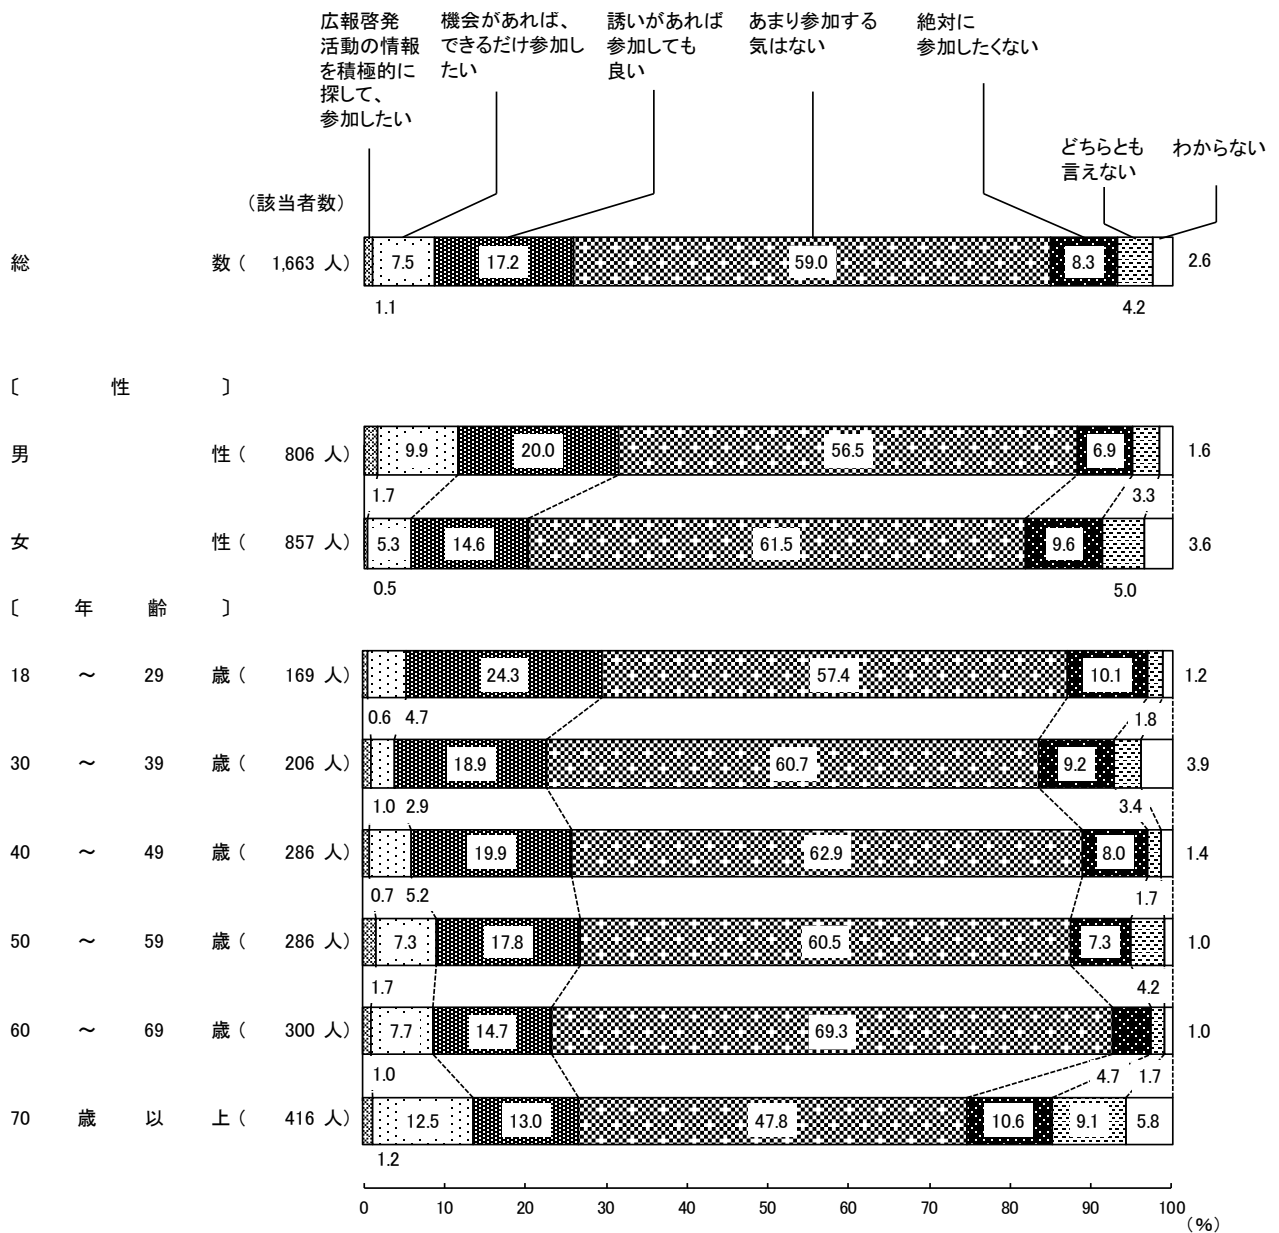 広報啓発
活動の情報
を積極的に
探して、
参加したい
機会があれば、
できるだけ参加し
たい
誘いがあれば
参加しても
良い
あまり参加する
気はない
絶対に
参加したくない
どちらとも
言えない
わからない
（該当者数）
総 数（ 1,663 人） 7.5 17.2 59.0 8.3 2.6
1.1 4.2
〔 性 〕
男 性（ 806 人） 9.9 20.0 56.5 6.9 1.6
1.7 3.3
女 性（ 857 人） 5.3 14.6 61.5 9.6 3.6
0.5 5.0
〔 年 齢 〕
18 ～ 29 歳（ 169 人） 24.3 57.4 10.1 1.2
0.6 4.7 1.8
30 ～ 39 歳（ 206 人） 18.9 60.7 9.2 3.9
1.0 2.9 3.4
40 ～ 49 歳（ 286 人） 19.9 62.9 8.0 1.4
0.7 5.2 1.7
50 ～ 59 歳（ 286 人） 7.3 17.8 60.5 7.3 1.0
1.7 4.2
60 ～ 69 歳（ 300 人） 7.7 14.7 69.3 1.0
1.0 4.7 1.7
70 歳 以 上（ 416 人） 12.5 13.0 47.8 10.6 9.1 5.8
1.2
0 10 20 30 40 50 60 70 80 90 100
（％）